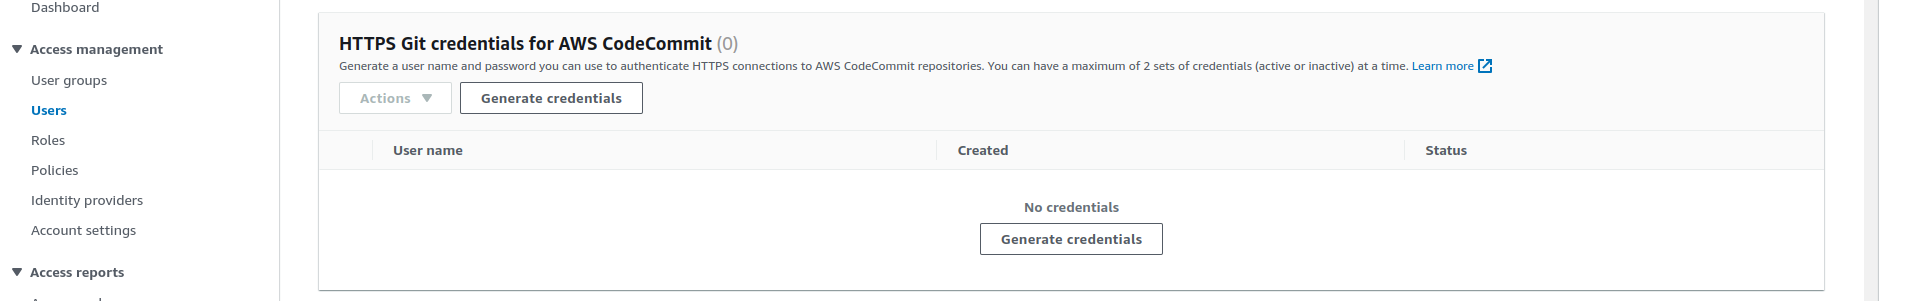 Dashboard
Access management
User groups
Users
Roles
Policies
Identity providers
Account settings
Access reports
HTTPS Git credentials for AWS CodeCommit (0)
Generate a user name and password you can use to authenticate HTTPS connections to AWS CodeCommit repositories. You can have a maximum of 2 sets of credentials (active or inactive) at a time. Learn more
Actions Generate credentials
User name Created Status
No credentials
Generate credentials